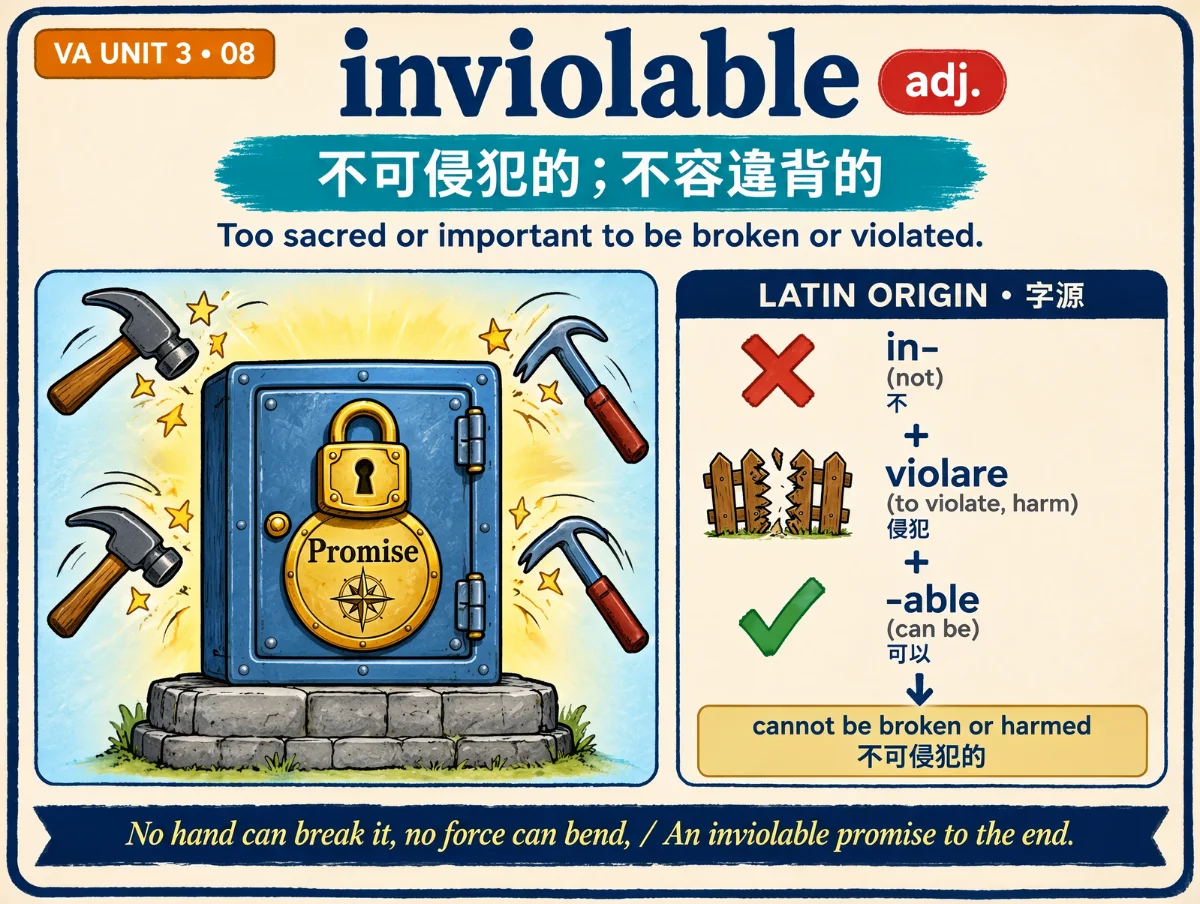 VA UNIT 3 • 08
inviolable
adj.
不可侵犯的；不容違背的
Too sacred or important to be broken or violated.
Promise
LATIN ORIGIN • 字源
in-
(not)
不
+
violare
(to violate, harm)
侵犯
+
-able
(can be)
可以
cannot be broken or harmed
不可侵犯的
No hand can break it, no force can bend, / An inviolable promise to the end.